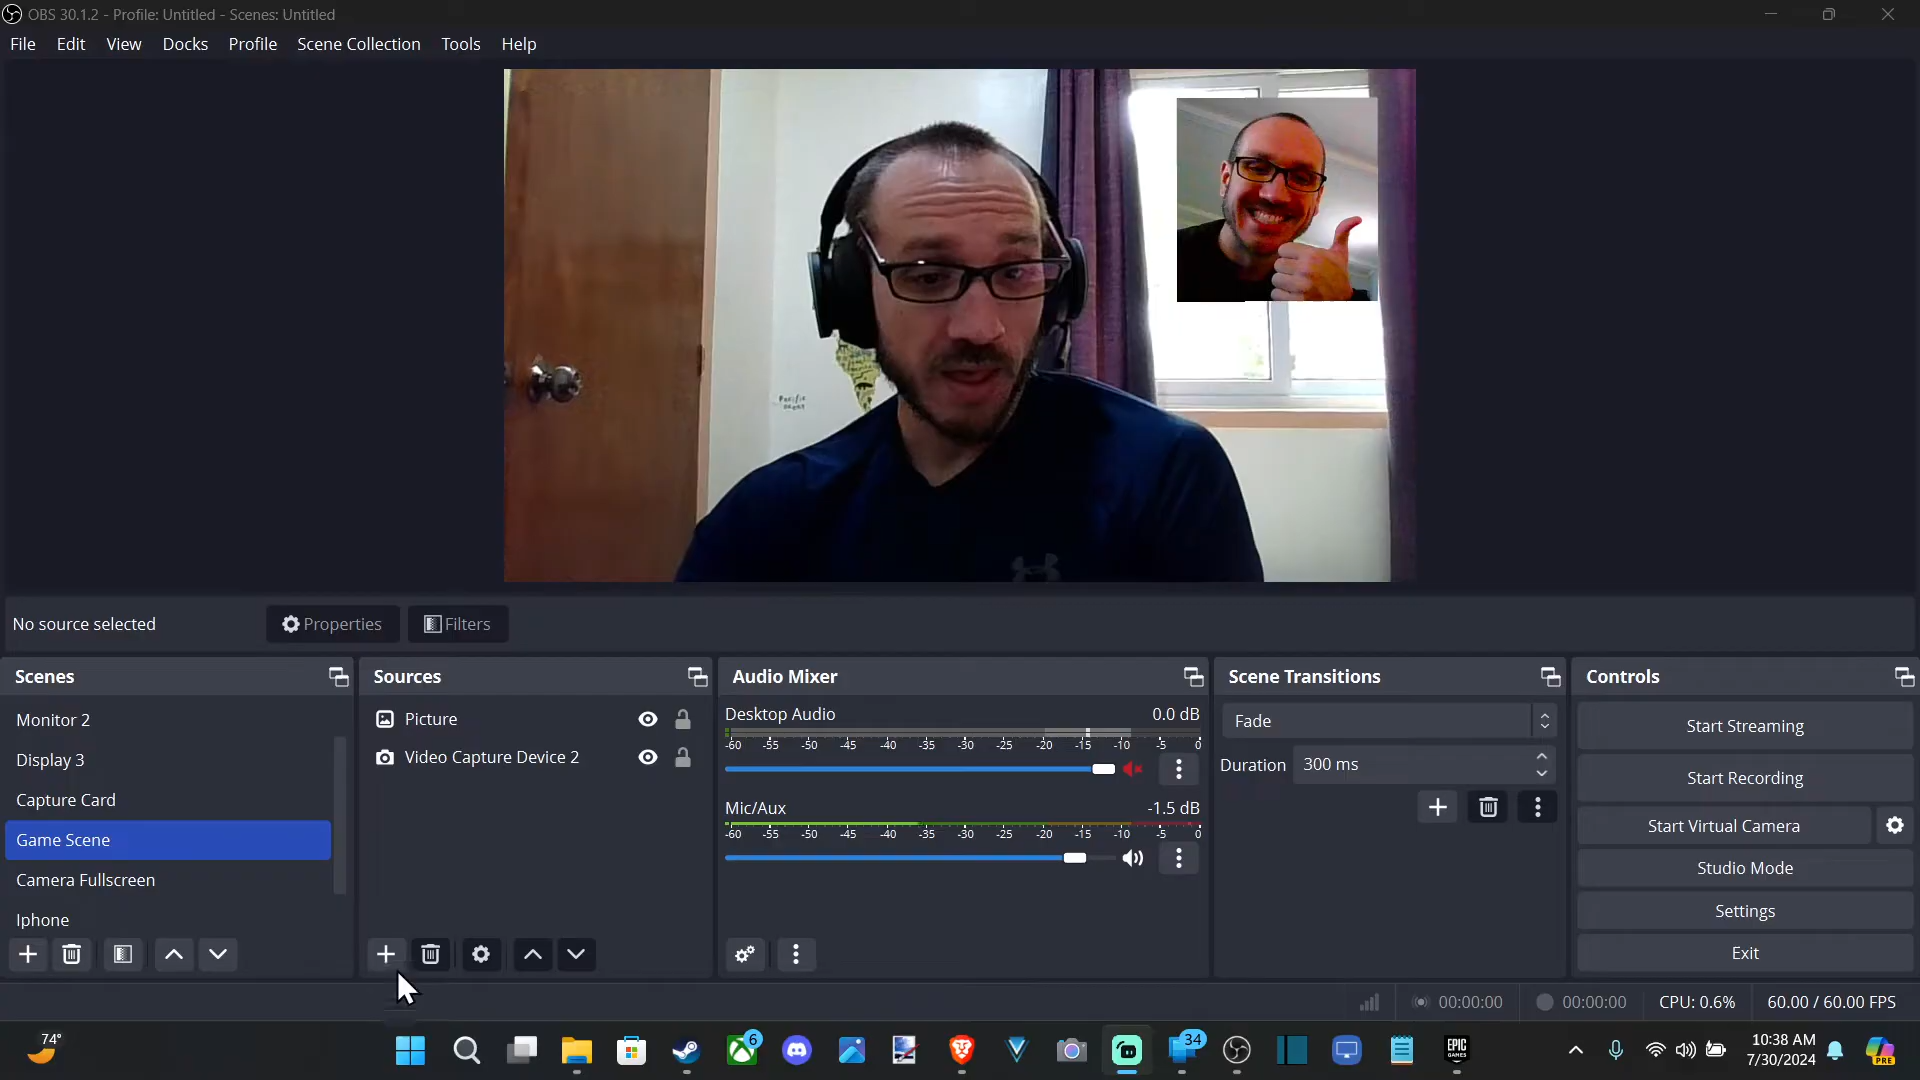 OBS 30.1.2 - Profile: Untitled - Scenes: Untitled
File Edit View Docks Profile Scene Collection Tools Help
Pacific
No source selected Properties Filters
Scenes
Monitor 2
Display 3
Capture Card
Game Scene
Camera Fullscreen
Iphone
Sources
Picture
Video Capture Device 2
Audio Mixer
Desktop Audio 0.0 dB
-60 -55 -50 -45 -40 -35 -30 -25 -20 -15 -10 -5 0
Mic/Aux -1.5 dB
-60 -55 -50 -45 -40 -35 -30 -25 -20 -15 -10 -5 0
Scene Transitions
Fade
Duration 300 ms
Controls
Start Streaming
Start Recording
Start Virtual Camera
Studio Mode
Settings
Exit
00:00:00 00:00:00 CPU: 0.6% 60.00 / 60.00 FPS
74°
6
34
EPIC
GAMES
10:38 AM
7/30/2024
PRE